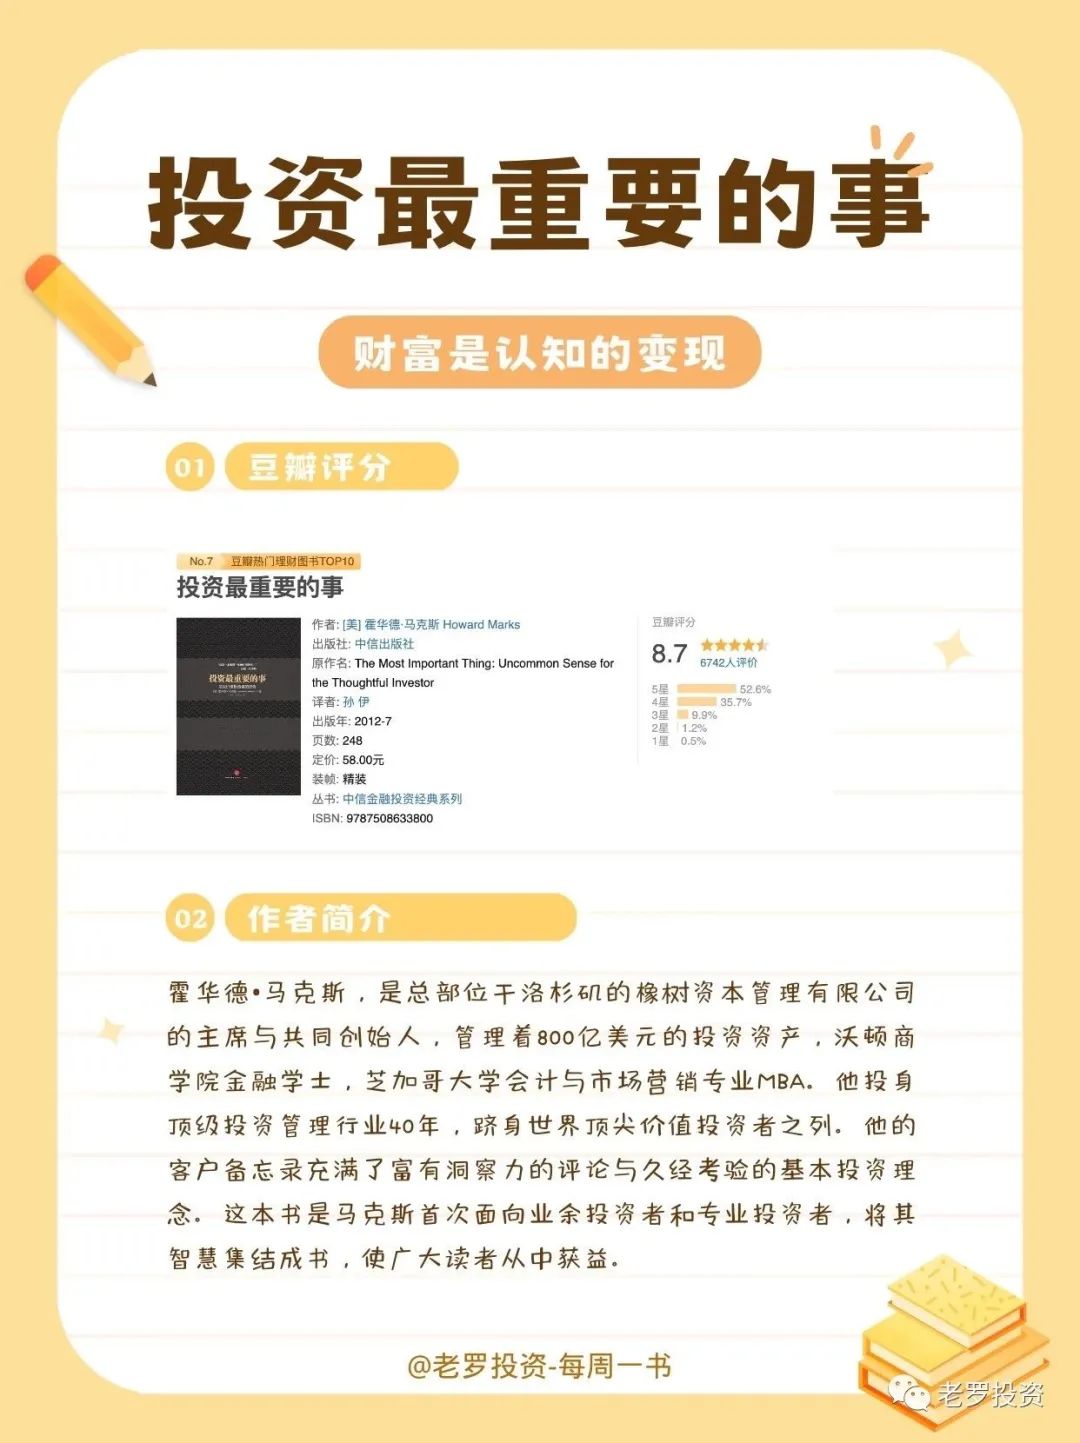 投资最重要的事
财富是认知的变现
01 豆瓣评分
No.7 豆瓣热门理财图书TOP10
投资最重要的事
投资最重要的事
作者: [美] 霍华德·马克斯 Howard Marks
出版社: 中信出版社
原作名: The Most Important Thing: Uncommon Sense for
the Thoughtful Investor
译者: 孙 伊
出版年: 2012-7
页数: 248
定价: 58.00元
装帧: 精装
丛书: 中信金融投资经典系列
ISBN: 9787508633800
豆瓣评分
8.7
6742人评价
5星 52.6%
4星 35.7%
3星 9.9%
2星 1.2%
1星 0.5%
02 作者简介
霍华德•马克斯，是总部位于洛杉矶的橡树资本管理有限公司
的主席与共同创始人，管理着800亿美元的投资资产，沃顿商
学院金融学士，芝加哥大学会计与市场营销专业MBA。他投身
顶级投资管理行业40年，跻身世界顶尖价值投资者之列。他的
客户备忘录充满了富有洞察力的评论与久经考验的基本投资理
念。这本书是马克斯首次面向业余投资者和专业投资者，将其
智慧集结成书，使广大读者从中获益。
@老罗投资-每周一书
老罗投资